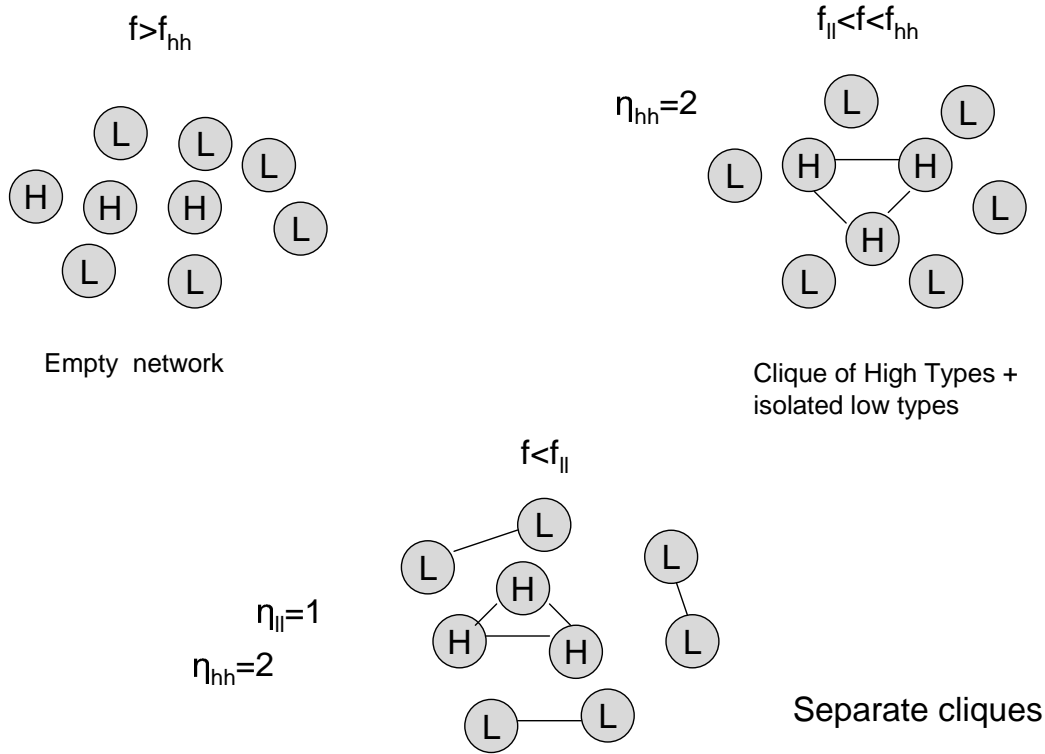 f>f_hh
f_ll<f<f_hh
η_hh=2
L
L
L
H
H
H
L
L
L
L
L
L
H
H
L
H
L
L
Empty network
Clique of High Types +
isolated low types
f<f_ll
L
L
L
H
η_ll=1
H
H
L
η_hh=2
L
L
Separate cliques